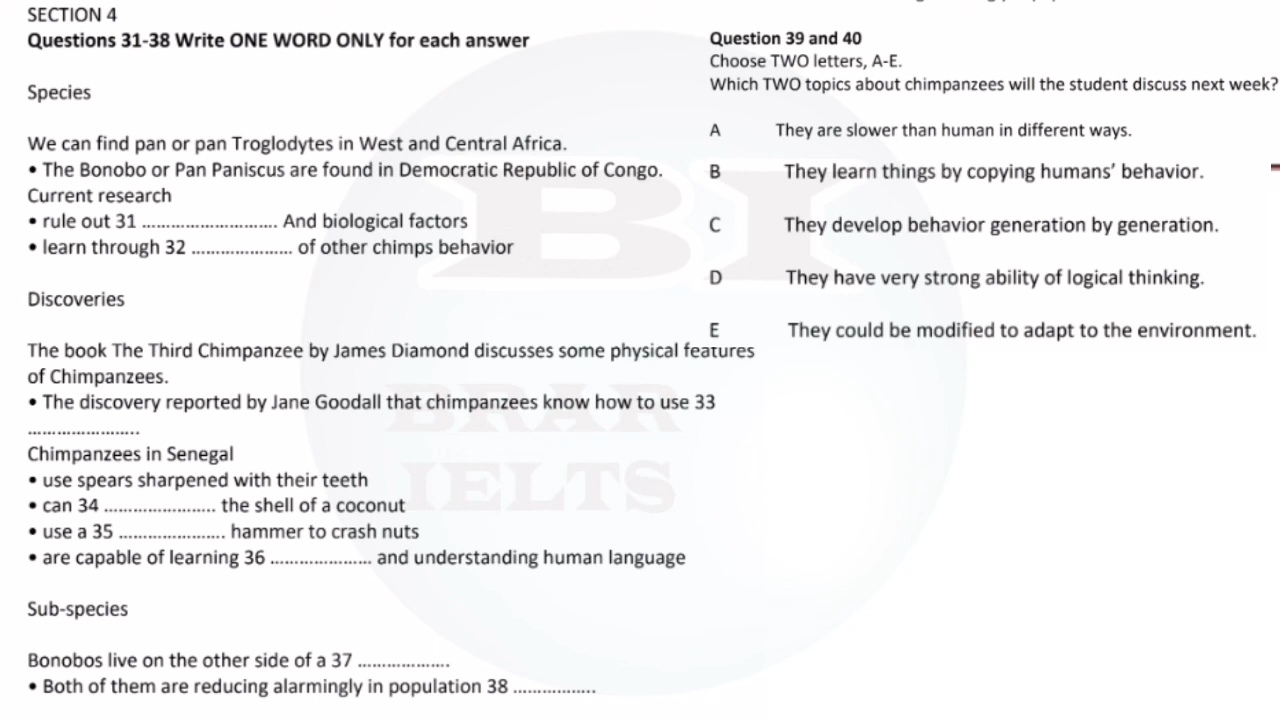 SECTION 4
Questions 31-38 Write ONE WORD ONLY for each answer
Species
We can find pan or pan Troglodytes in West and Central Africa.
• The Bonobo or Pan Paniscus are found in Democratic Republic of Congo.
Current research
• rule out 31 ............................ And biological factors
• learn through 32 ..................... of other chimps behavior
Discoveries
The book The Third Chimpanzee by James Diamond discusses some physical features
of Chimpanzees.
• The discovery reported by Jane Goodall that chimpanzees know how to use 33
.......................
Chimpanzees in Senegal
• use spears sharpened with their teeth
• can 34 ....................... the shell of a coconut
• use a 35 ...................... hammer to crash nuts
• are capable of learning 36 ..................... and understanding human language
Sub-species
Bonobos live on the other side of a 37 ...................
• Both of them are reducing alarmingly in population 38 .................
Question 39 and 40
Choose TWO letters, A-E.
Which TWO topics about chimpanzees will the student discuss next week?
A They are slower than human in different ways.
B They learn things by copying humans’ behavior.
C They develop behavior generation by generation.
D They have very strong ability of logical thinking.
E They could be modified to adapt to the environment.
BI
BRAR
IELTS